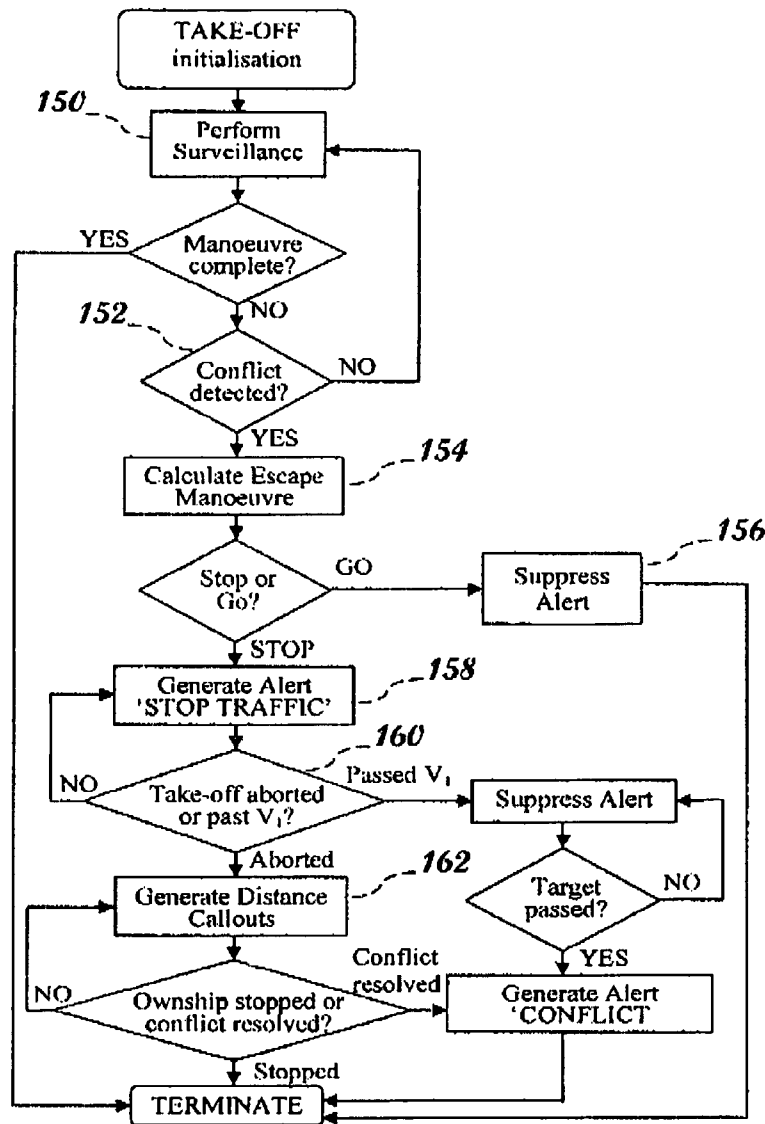 TAKE-OFF
initialisation
150
Perform
Surveillance
YES
Manoeuvre
complete?
NO
152
Conflict
detected?
NO
YES
154
Calculate Escape
Manoeuvre
156
Stop or
Go?
GO
Suppress
Alert
STOP
158
Generate Alert
'STOP TRAFFIC'
160
NO
Take-off aborted
or past V1?
Passed V1
Suppress Alert
Aborted
162
Generate Distance
Callouts
Target
passed?
NO
YES
NO
Ownship stopped or
conflict resolved?
Conflict
resolved
Generate Alert
'CONFLICT
Stopped
TERMINATE